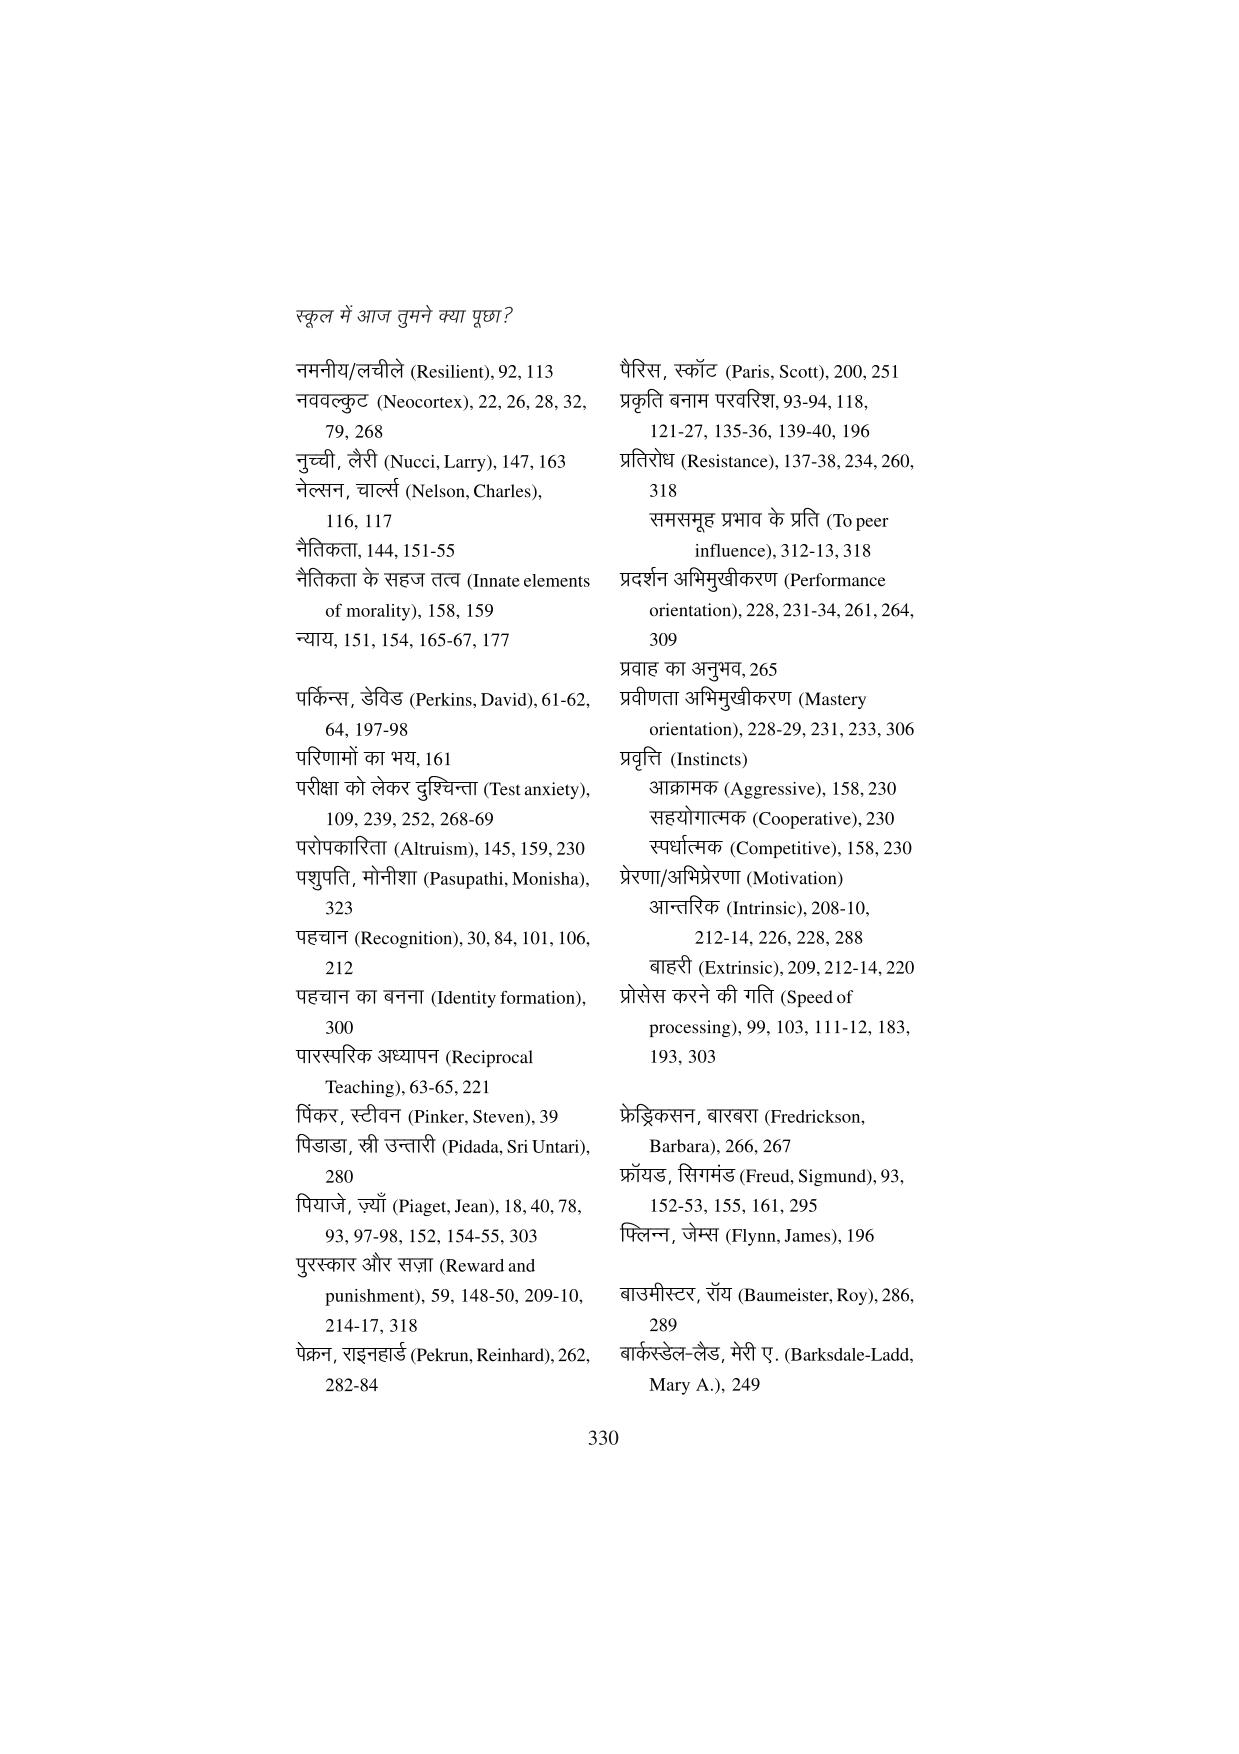 स्कूल में आज तुमने क्या पूछा?
नमनीय/लचीले (Resilient), 92, 113
नववल्कुट (Neocortex), 22, 26, 28, 32,
79, 268
नुच्ची, लैरी (Nucci, Larry), 147, 163
नेल्सन, चार्ल्स (Nelson, Charles),
116, 117
नैतिकता, 144, 151-55
नैतिकता के सहज तत्व (Innate elements
of morality), 158, 159
न्याय, 151, 154, 165-67, 177
पर्किन्स, डेविड (Perkins, David), 61-62,
64, 197-98
परिणामों का भय, 161
परीक्षा को लेकर दुश्चिन्ता (Test anxiety),
109, 239, 252, 268-69
परोपकारिता (Altruism), 145, 159, 230
पशुपति, मोनीशा (Pasupathi, Monisha),
323
पहचान (Recognition), 30, 84, 101, 106,
212
पहचान का बनना (Identity formation),
300
पारस्परिक अध्यापन (Reciprocal
Teaching), 63-65, 221
पिंकर, स्टीवन (Pinker, Steven), 39
पिडाडा, स्री उन्तारी (Pidada, Sri Untari),
280
पियाजे, ज़्याँ (Piaget, Jean), 18, 40, 78,
93, 97-98, 152, 154-55, 303
पुरस्कार और सज़ा (Reward and
punishment), 59, 148-50, 209-10,
214-17, 318
पेक्रन, राइनहार्ड (Pekrun, Reinhard), 262,
282-84
पैरिस, स्कॉट (Paris, Scott), 200, 251
प्रकृति बनाम परवरिश, 93-94, 118,
121-27, 135-36, 139-40, 196
प्रतिरोध (Resistance), 137-38, 234, 260,
318
समसमूह प्रभाव के प्रति (To peer
influence), 312-13, 318
प्रदर्शन अभिमुखीकरण (Performance
orientation), 228, 231-34, 261, 264,
309
प्रवाह का अनुभव, 265
प्रवीणता अभिमुखीकरण (Mastery
orientation), 228-29, 231, 233, 306
प्रवृत्ति (Instincts)
आक्रामक (Aggressive), 158, 230
सहयोगात्मक (Cooperative), 230
स्पर्धात्मक (Competitive), 158, 230
प्रेरणा/अभिप्रेरणा (Motivation)
आन्तरिक (Intrinsic), 208-10,
212-14, 226, 228, 288
बाहरी (Extrinsic), 209, 212-14, 220
प्रोसेस करने की गति (Speed of
processing), 99, 103, 111-12, 183,
193, 303
फ्रेड्रिकसन, बारबरा (Fredrickson,
Barbara), 266, 267
फ्रॉयड, सिगमंड (Freud, Sigmund), 93,
152-53, 155, 161, 295
फ्लिन्न, जेम्स (Flynn, James), 196
बाउमीस्टर, रॉय (Baumeister, Roy), 286,
289
बार्कस्डेल-लैड, मेरी ए. (Barksdale-Ladd,
Mary A.), 249
330